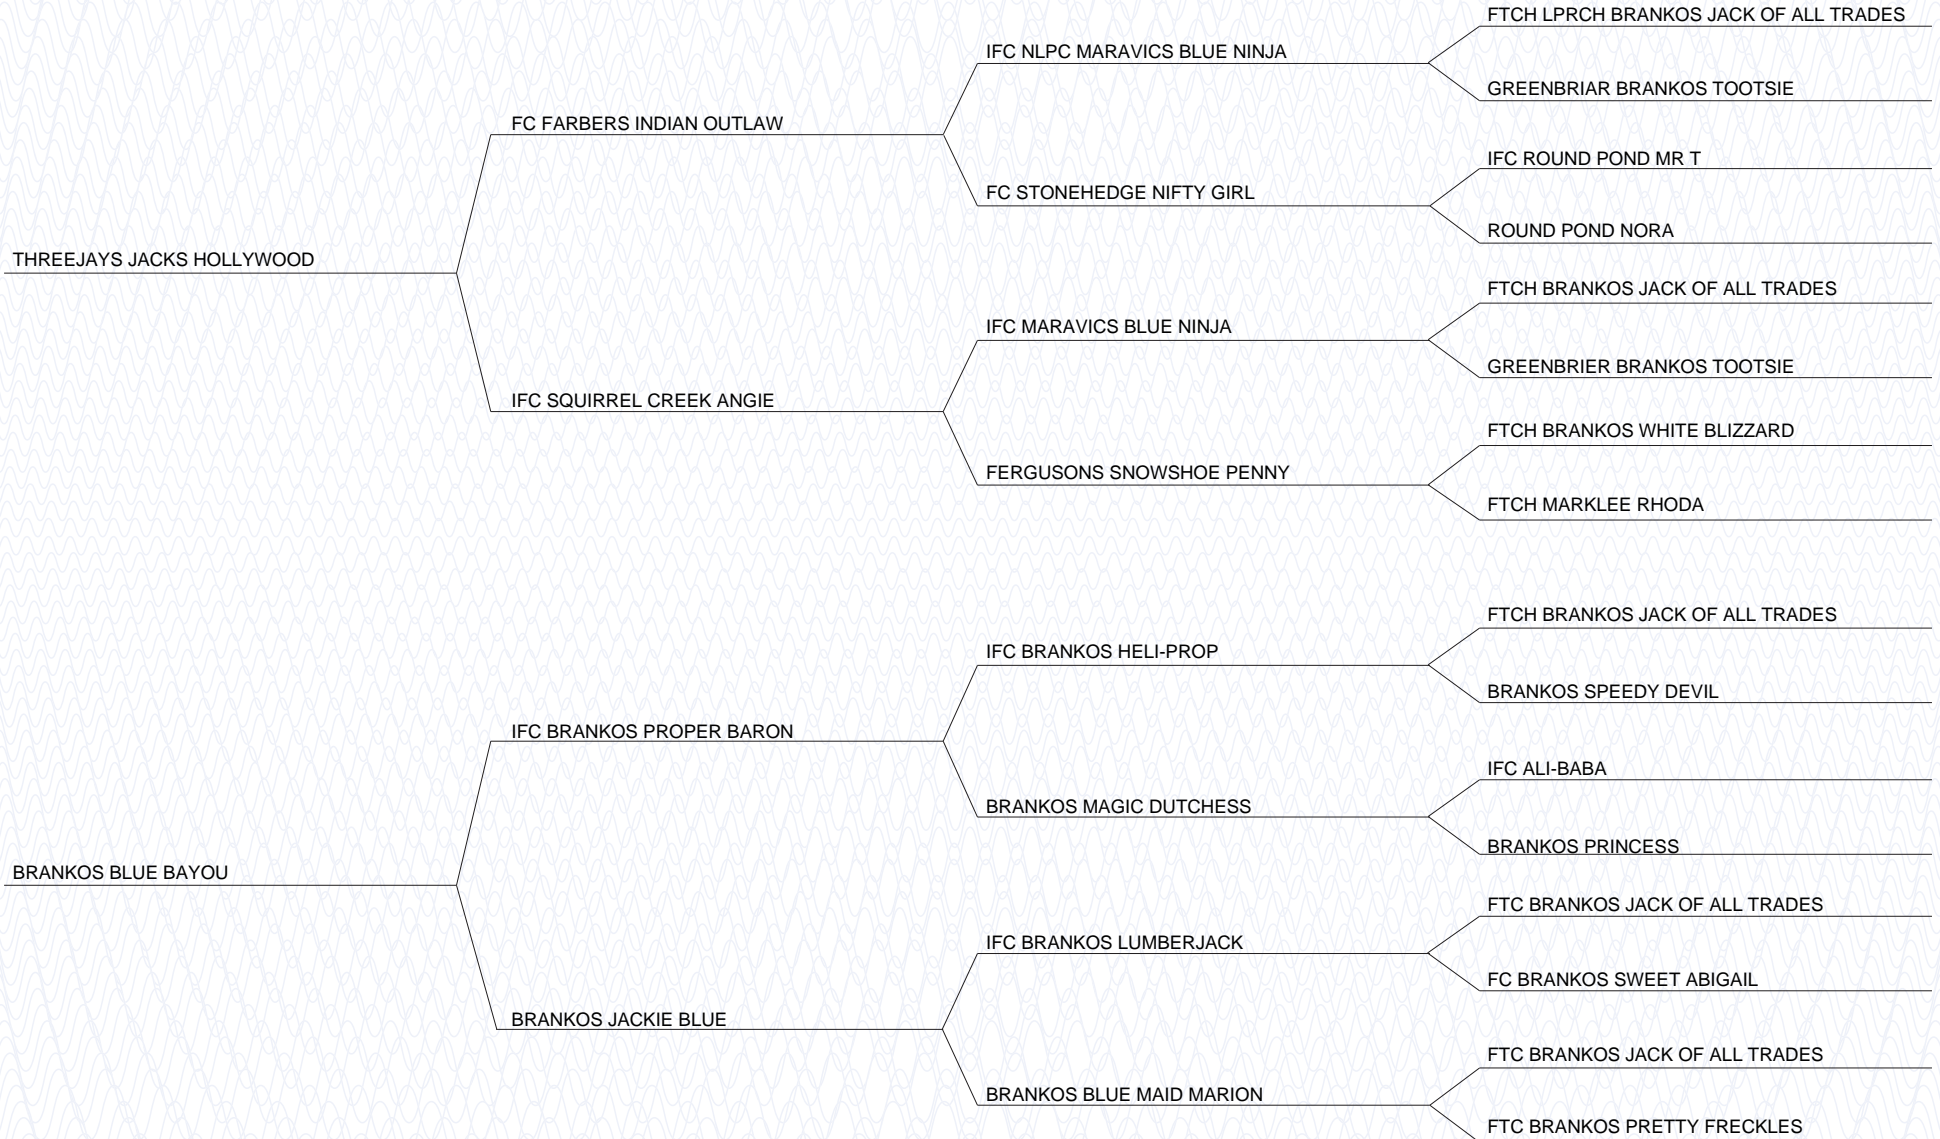 FTCH LPRCH BRANKOS JACK OF ALL TRADES
IFC NLPC MARAVICS BLUE NINJA
GREENBRIAR BRANKOS TOOTSIE
FC FARBERS INDIAN OUTLAW
IFC ROUND POND MR T
FC STONEHEDGE NIFTY GIRL
ROUND POND NORA
THREEJAYS JACKS HOLLYWOOD
FTCH BRANKOS JACK OF ALL TRADES
IFC MARAVICS BLUE NINJA
GREENBRIER BRANKOS TOOTSIE
IFC SQUIRREL CREEK ANGIE
FTCH BRANKOS WHITE BLIZZARD
FERGUSONS SNOWSHOE PENNY
FTCH MARKLEE RHODA
FTCH BRANKOS JACK OF ALL TRADES
IFC BRANKOS HELI-PROP
BRANKOS SPEEDY DEVIL
IFC BRANKOS PROPER BARON
IFC ALI-BABA
BRANKOS MAGIC DUTCHESS
BRANKOS PRINCESS
BRANKOS BLUE BAYOU
FTC BRANKOS JACK OF ALL TRADES
IFC BRANKOS LUMBERJACK
FC BRANKOS SWEET ABIGAIL
BRANKOS JACKIE BLUE
FTC BRANKOS JACK OF ALL TRADES
BRANKOS BLUE MAID MARION
FTC BRANKOS PRETTY FRECKLES